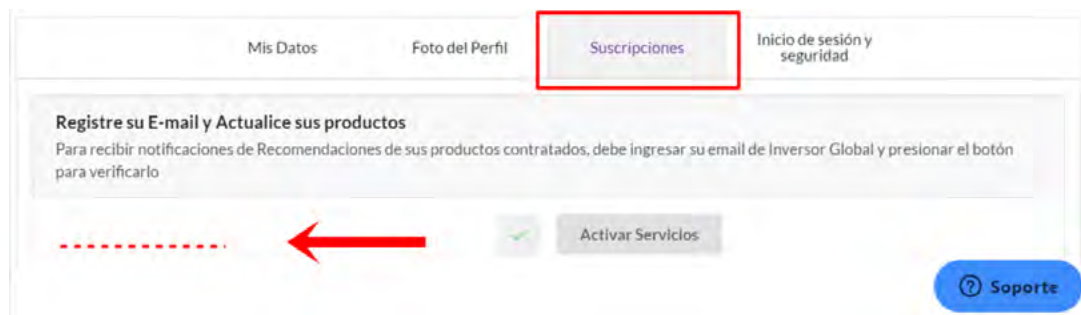 Mis Datos
Foto del Perfil
Suscripciones
Inicio de sesión y
seguridad
Registre su E-mail y Actualice sus productos
Para recibir notificaciones de Recomendaciones de sus productos contratados, debe ingresar su email de Inversor Global y presionar el botón
para verificarlo
Activar Servicios
Soporte